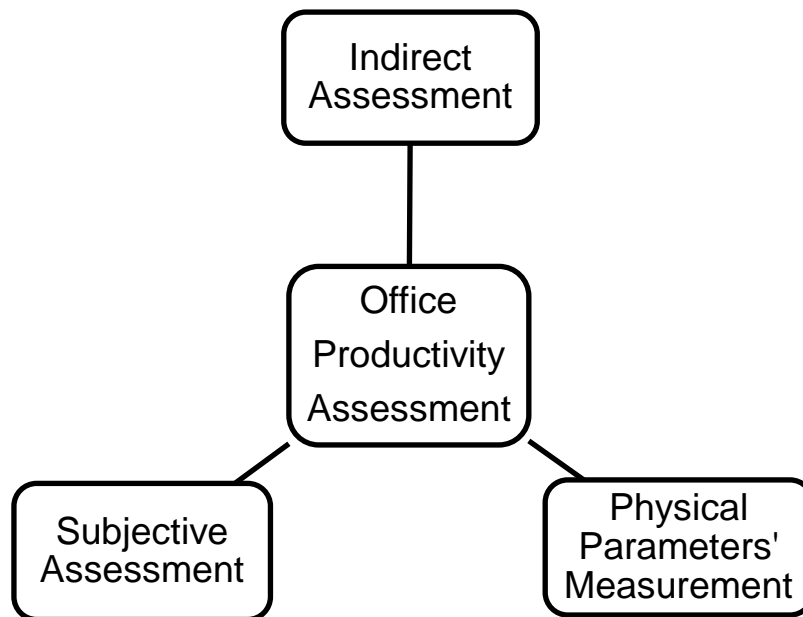 Indirect
Assessment
Office
Productivity
Assessment
Subjective
Assessment
Physical
Parameters'
Measurement